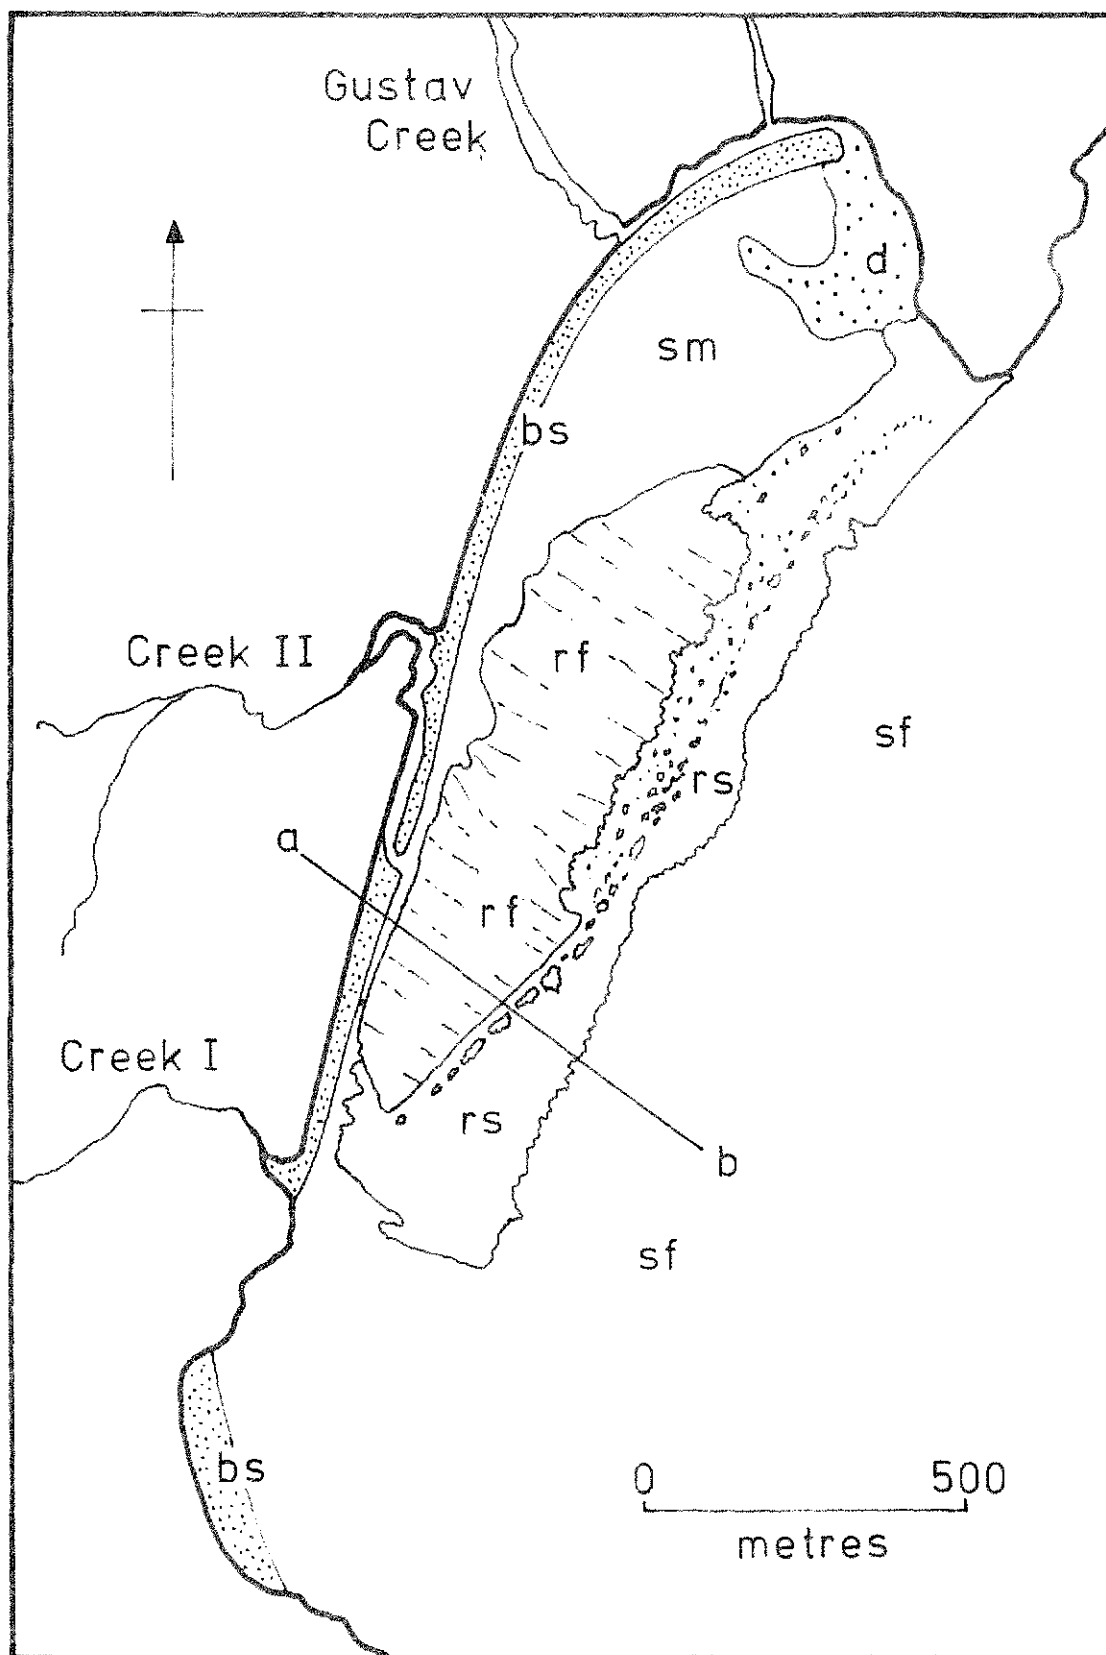 Gustav
Creek
d
sm
bs
Creek II
rf
sf
rs
a
rf
Creek I
rs
b
sf
bs
0 500
metres